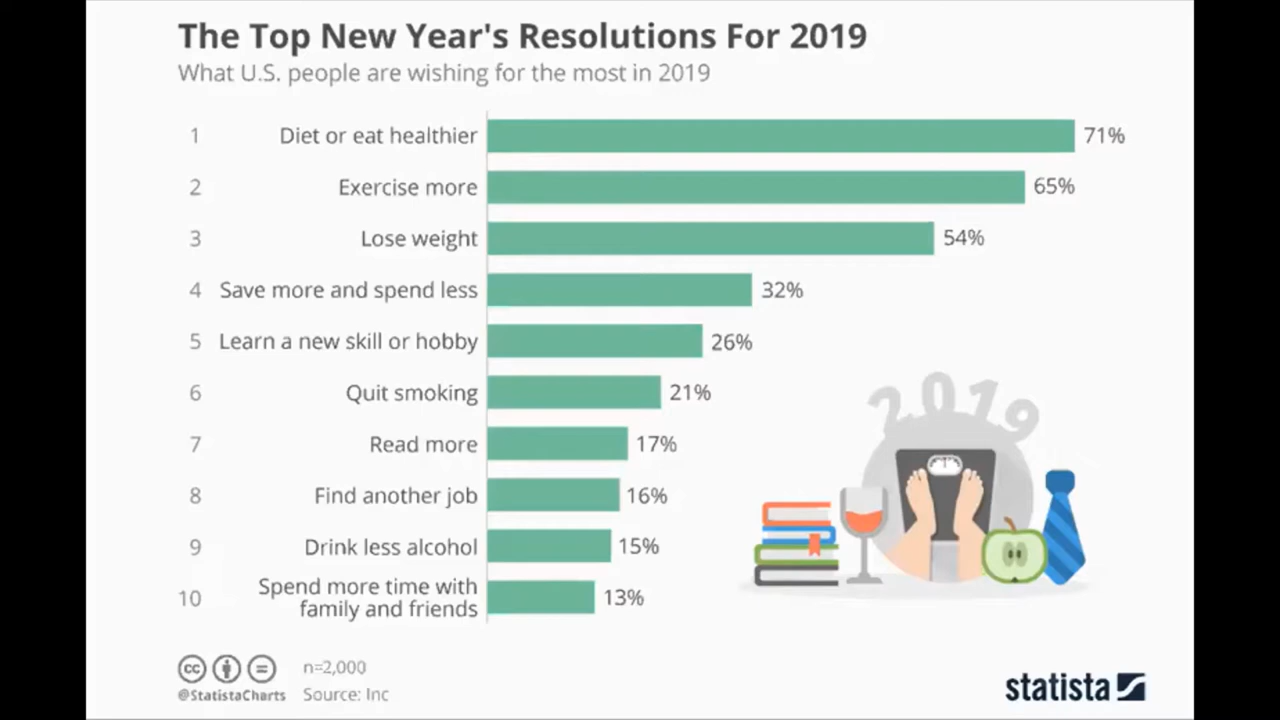 The Top New Year's Resolutions For 2019
What U.S. people are wishing for the most in 2019
1 Diet or eat healthier 71%
2 Exercise more 65%
3 Lose weight 54%
4 Save more and spend less 32%
5 Learn a new skill or hobby 26%
6 Quit smoking 21%
7 Read more 17%
8 Find another job 16%
9 Drink less alcohol 15%
10 Spend more time with
family and friends 13%
2019
cc
n=2,000
@StatistaCharts Source: Inc
statista